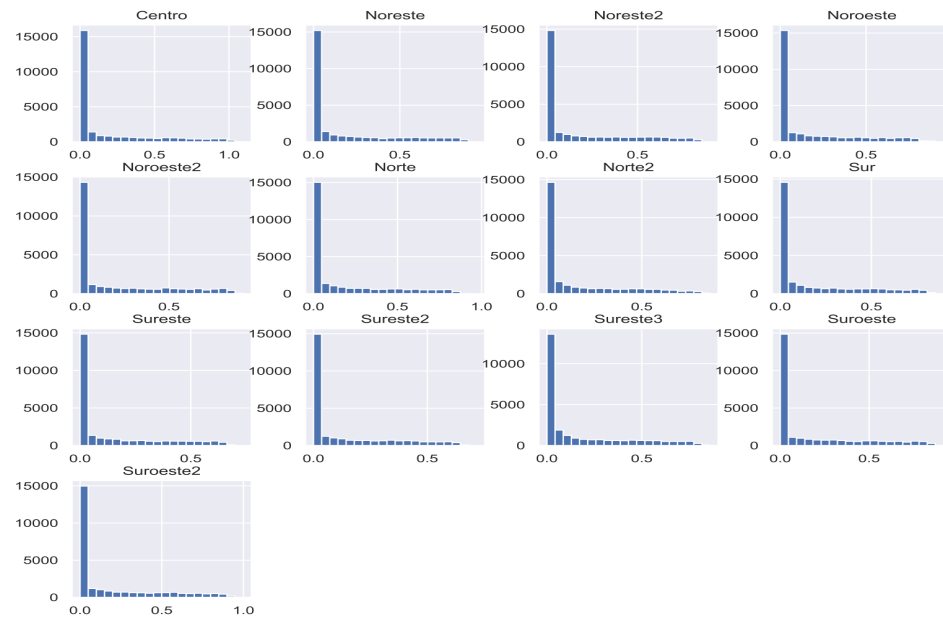 Centro Noreste Noreste2 Noroeste
15000 15000 15000 15000
10000 10000 10000 10000
5000 5000 5000 5000
0 0 0 0
0.0 0.5 1.0 0.0 0.5 0.0 0.5 0.0 0.5
Noroeste2 Norte Norte2 Sur
15000 15000 15000 15000
10000 10000 10000 10000
5000 5000 5000 5000
0 0 0 0
0.0 0.5 0.0 0.5 1.0 0.0 0.5 0.0 0.5
Sureste Sureste2 Sureste3 Suroeste
15000 15000 15000
10000 10000 10000 10000
5000 5000 5000 5000
0 0 0 0
0.0 0.5 0.0 0.5 0.0 0.5 0.0 0.5
Suroeste2
15000
10000
5000
0
0.0 0.5 1.0